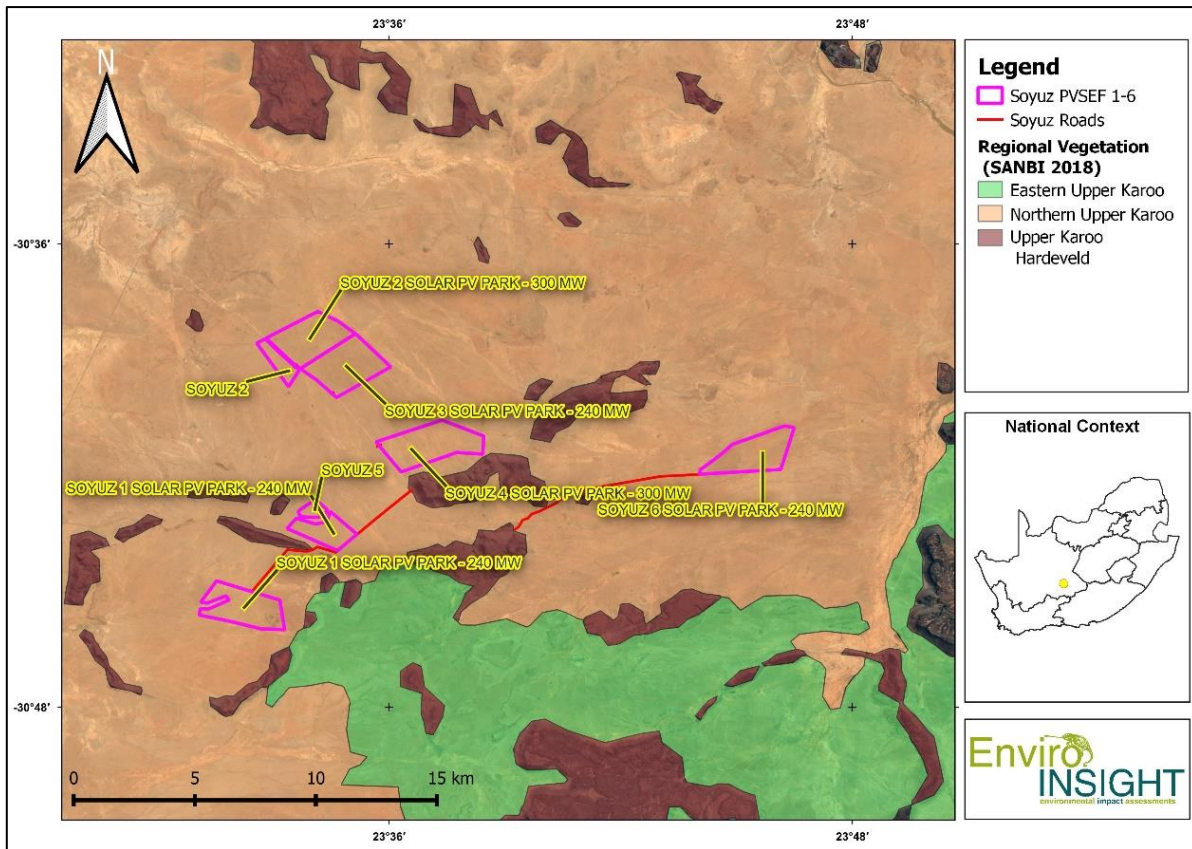 23°36′ 23°48′
N
-30°36′
-30°48′
SOYUZ 2 SOLAR PV PARK - 300 MW
SOYUZ 2
SOYUZ 3 SOLAR PV PARK - 240 MW
SOYUZ 5
SOYUZ 1 SOLAR PV PARK - 240 MW
SOYUZ 4 SOLAR PV PARK - 300 MW
SOYUZ 6 SOLAR PV PARK - 240 MW
SOYUZ 1 SOLAR PV PARK - 240 MW
0 5 10 15 km
23°36′ 23°48′
Legend
Soyuz PVSEF 1-6
Soyuz Roads
Regional Vegetation
(SANBI 2018)
Eastern Upper Karoo
Northern Upper Karoo
Upper Karoo
Hardeveld
National Context
Enviro
INSIGHT
environmental impact assessments